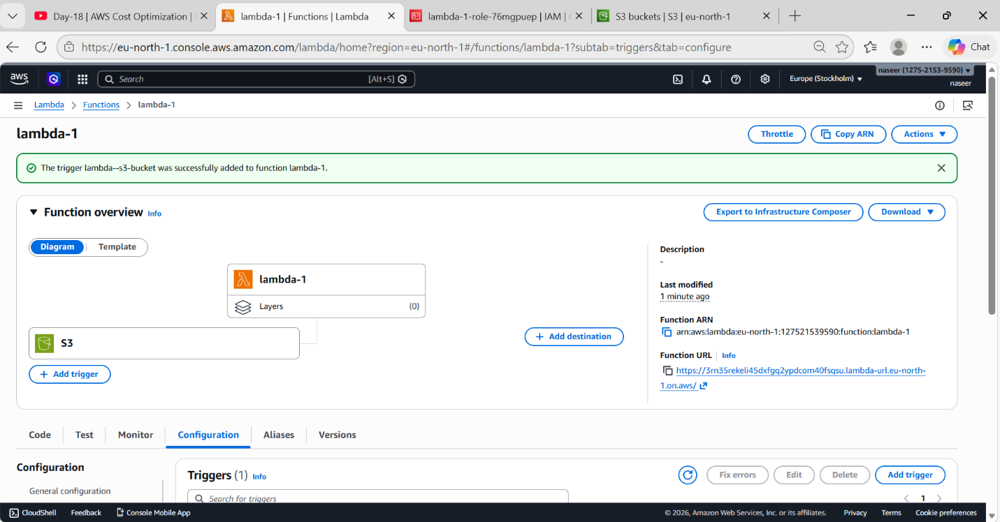 Day-18 | AWS Cost Optimization |
lambda-1 | Functions | Lambda
lambda-1-role-76mgpuep | IAM |
S3 buckets | S3 | eu-north-1
https://eu-north-1.console.aws.amazon.com/lambda/home?region=eu-north-1#/functions/lambda-1?subtab=triggers&tab=configure
Chat
aws
Search
[Alt+S]
Europe (Stockholm)
naseer (1275-2153-9590)
naseer
Lambda
Functions
lambda-1
lambda-1
Throttle
Copy ARN
Actions
The trigger lambda--s3-bucket was successfully added to function lambda-1.
Function overview Info
Export to Infrastructure Composer
Download
Diagram
Template
lambda-1
Layers
(0)
S3
Add trigger
Add destination
Description
-
Last modified
1 minute ago
Function ARN
arn:aws:lambda:eu-north-1:127521539590:function:lambda-1
Function URL Info
https://3rn35rekeli45dxfgq2ypdcom40fsqsu.lambda-url.eu-north-
1.on.aws/
Code
Test
Monitor
Configuration
Aliases
Versions
Configuration
General configuration
Triggers (1) Info
Fix errors
Edit
Delete
Add trigger
Search for triggers
1
CloudShell
Feedback
Console Mobile App
© 2026, Amazon Web Services, Inc. or its affiliates.
Privacy
Terms
Cookie preferences